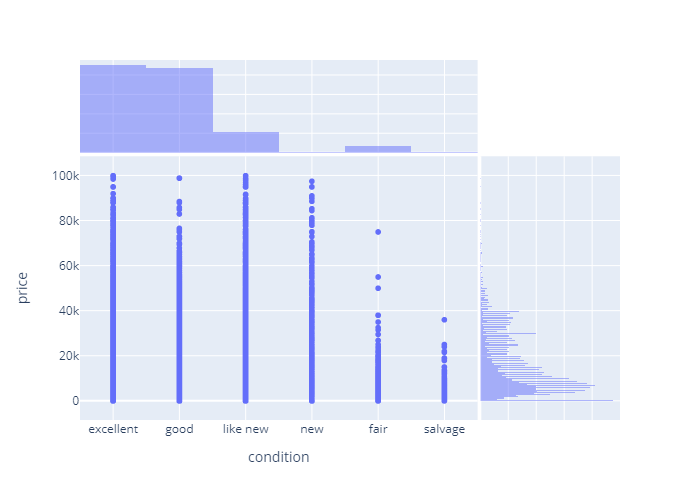 100k
80k
60k
40k
20k
0
price
excellent good like new new fair salvage
condition